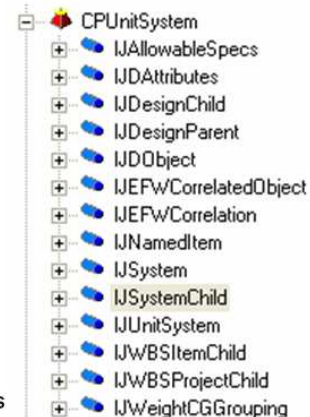 CPUnitSystem
IJAllowableSpecs
IJDAttributes
IJDesignChild
IJDesignParent
IJDObject
IJEFWCorrelatedObject
IJEFWCorrelation
IJNamedItem
IJSystem
IJSystemChild
IJUnitSystem
IJWBSItemChild
IJWBSProjectChild
s
IJWeightCGGrouping